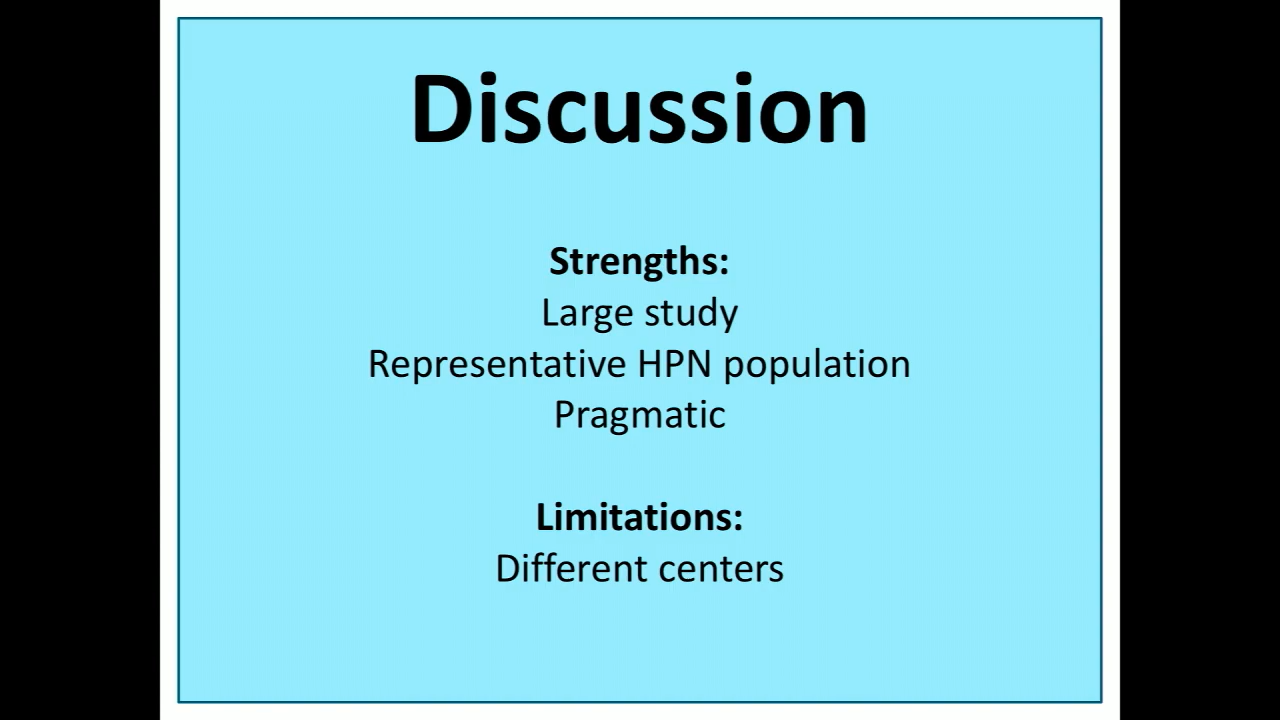 Discussion
Strengths:
Large study
Representative HPN population
Pragmatic
Limitations:
Different centers